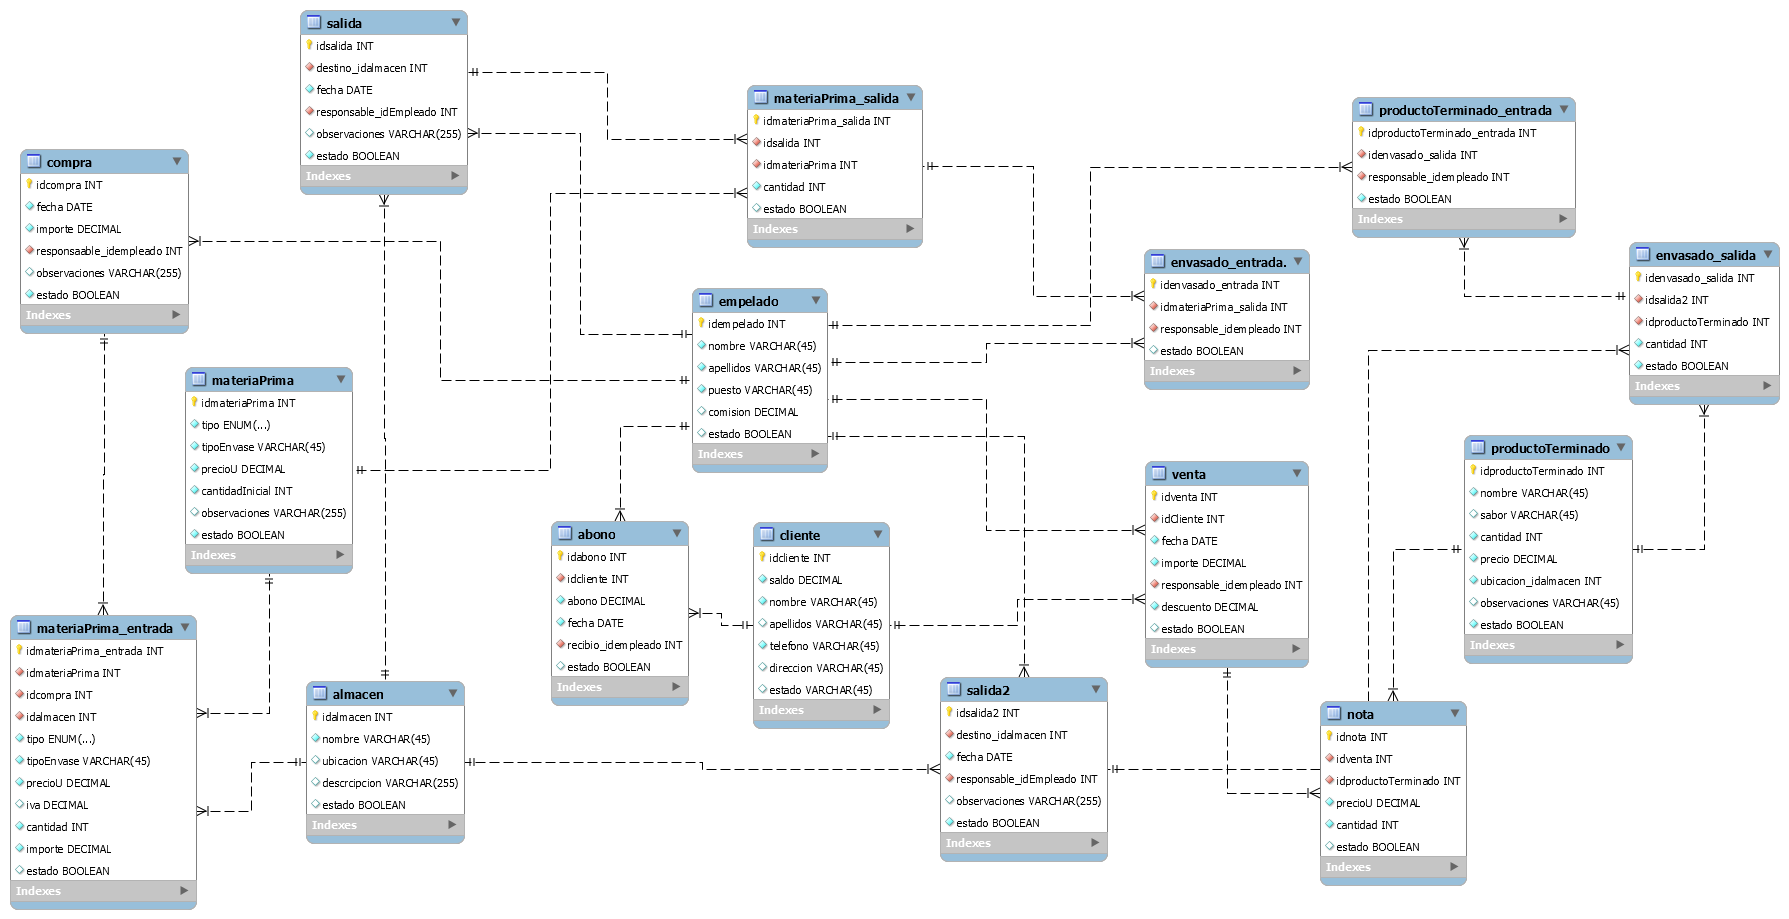 salida
idsalida INT
destino_idalmacen INT
fecha DATE
responsable_idEmpleado INT
observaciones VARCHAR(255)
estado BOOLEAN
Indexes
compra
idcompra INT
fecha DATE
importe DECIMAL
responsaable_idempleado INT
observaciones VARCHAR(255)
estado BOOLEAN
Indexes
materiaPrima_salida
idmateriaPrima_salida INT
idsalida INT
idmateriaPrima INT
cantidad INT
estado BOOLEAN
Indexes
productoTerminado_entrada
idproductoTerminado_entrada INT
idenvasado_salida INT
responsable_idempleado INT
estado BOOLEAN
Indexes
envasado_entrada.
idenvasado_entrada INT
idmateriaPrima_salida INT
responsable_idempleado INT
estado BOOLEAN
Indexes
envasado_salida
idenvasado_salida INT
idsalida2 INT
idproductoTerminado INT
cantidad INT
estado BOOLEAN
Indexes
empelado
idempelado INT
nombre VARCHAR(45)
apellidos VARCHAR(45)
puesto VARCHAR(45)
comision DECIMAL
estado BOOLEAN
Indexes
materiaPrima
idmateriaPrima INT
tipo ENUM(...)
tipoEnvase VARCHAR(45)
precioU DECIMAL
cantidadInicial INT
observaciones VARCHAR(255)
estado BOOLEAN
Indexes
productoTerminado
idproductoTerminado INT
nombre VARCHAR(45)
sabor VARCHAR(45)
cantidad INT
precio DECIMAL
ubicacion_idalmacen INT
observaciones VARCHAR(45)
estado BOOLEAN
Indexes
venta
idventa INT
idCliente INT
fecha DATE
importe DECIMAL
responsable_idempleado INT
descuento DECIMAL
estado BOOLEAN
Indexes
abono
idabono INT
idcliente INT
abono DECIMAL
fecha DATE
recibio_idempleado INT
estado BOOLEAN
Indexes
cliente
idcliente INT
saldo DECIMAL
nombre VARCHAR(45)
apellidos VARCHAR(45)
telefono VARCHAR(45)
direccion VARCHAR(45)
estado VARCHAR(45)
Indexes
materiaPrima_entrada
idmateriaPrima_entrada INT
idmateriaPrima INT
idcompra INT
idalmacen INT
tipo ENUM(...)
tipoEnvase VARCHAR(45)
precioU DECIMAL
iva DECIMAL
cantidad INT
importe DECIMAL
estado BOOLEAN
Indexes
almacen
idalmacen INT
nombre VARCHAR(45)
ubicacion VARCHAR(45)
descrcipcion VARCHAR(255)
estado BOOLEAN
Indexes
salida2
idsalida2 INT
destino_idalmacen INT
fecha DATE
responsable_idEmpleado INT
observaciones VARCHAR(255)
estado BOOLEAN
Indexes
nota
idnota INT
idventa INT
idproductoTerminado INT
precioU DECIMAL
cantidad INT
estado BOOLEAN
Indexes